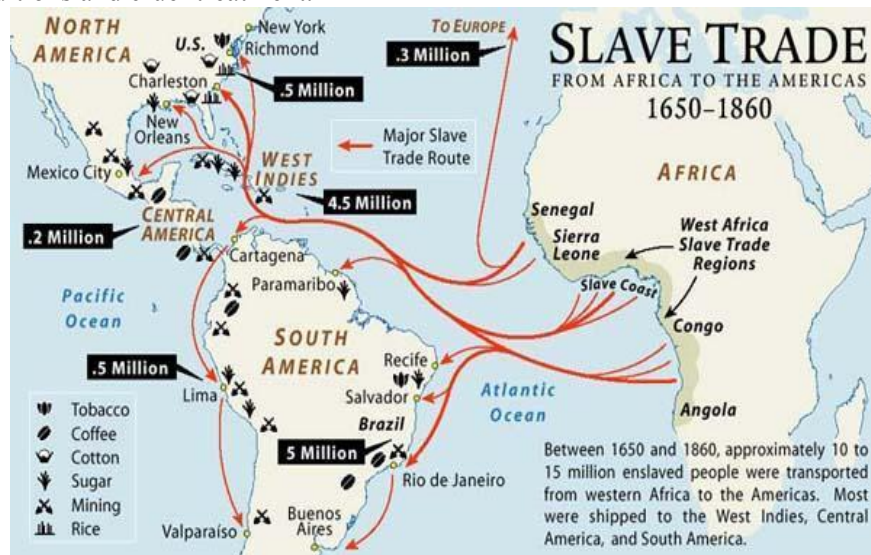 SLAVE TRADE
FROM AFRICA TO THE AMERICAS
1650–1860
NORTH
AMERICA
U.S.
New York
Richmond
Charleston
New
Orleans
.5 Million
TO EUROPE
.3 Million
Major Slave
Trade Route
Mexico City
WEST
INDIES
4.5 Million
CENTRAL
AMERICA
.2 Million
Cartagena
Paramaribo
Pacific
Ocean
SOUTH
AMERICA
.5 Million
Lima
Recife
Salvador
Brazil
5 Million
Rio de Janeiro
Buenos
Aires
Valparaíso
Atlantic
Ocean
AFRICA
Senegal
Sierra
Leone
West Africa
Slave Trade
Regions
Slave Coast
Congo
Angola
Tobacco
Coffee
Cotton
Sugar
Mining
Rice
Between 1650 and 1860, approximately 10 to
15 million enslaved people were transported
from western Africa to the Americas. Most
were shipped to the West Indies, Central
America, and South America.